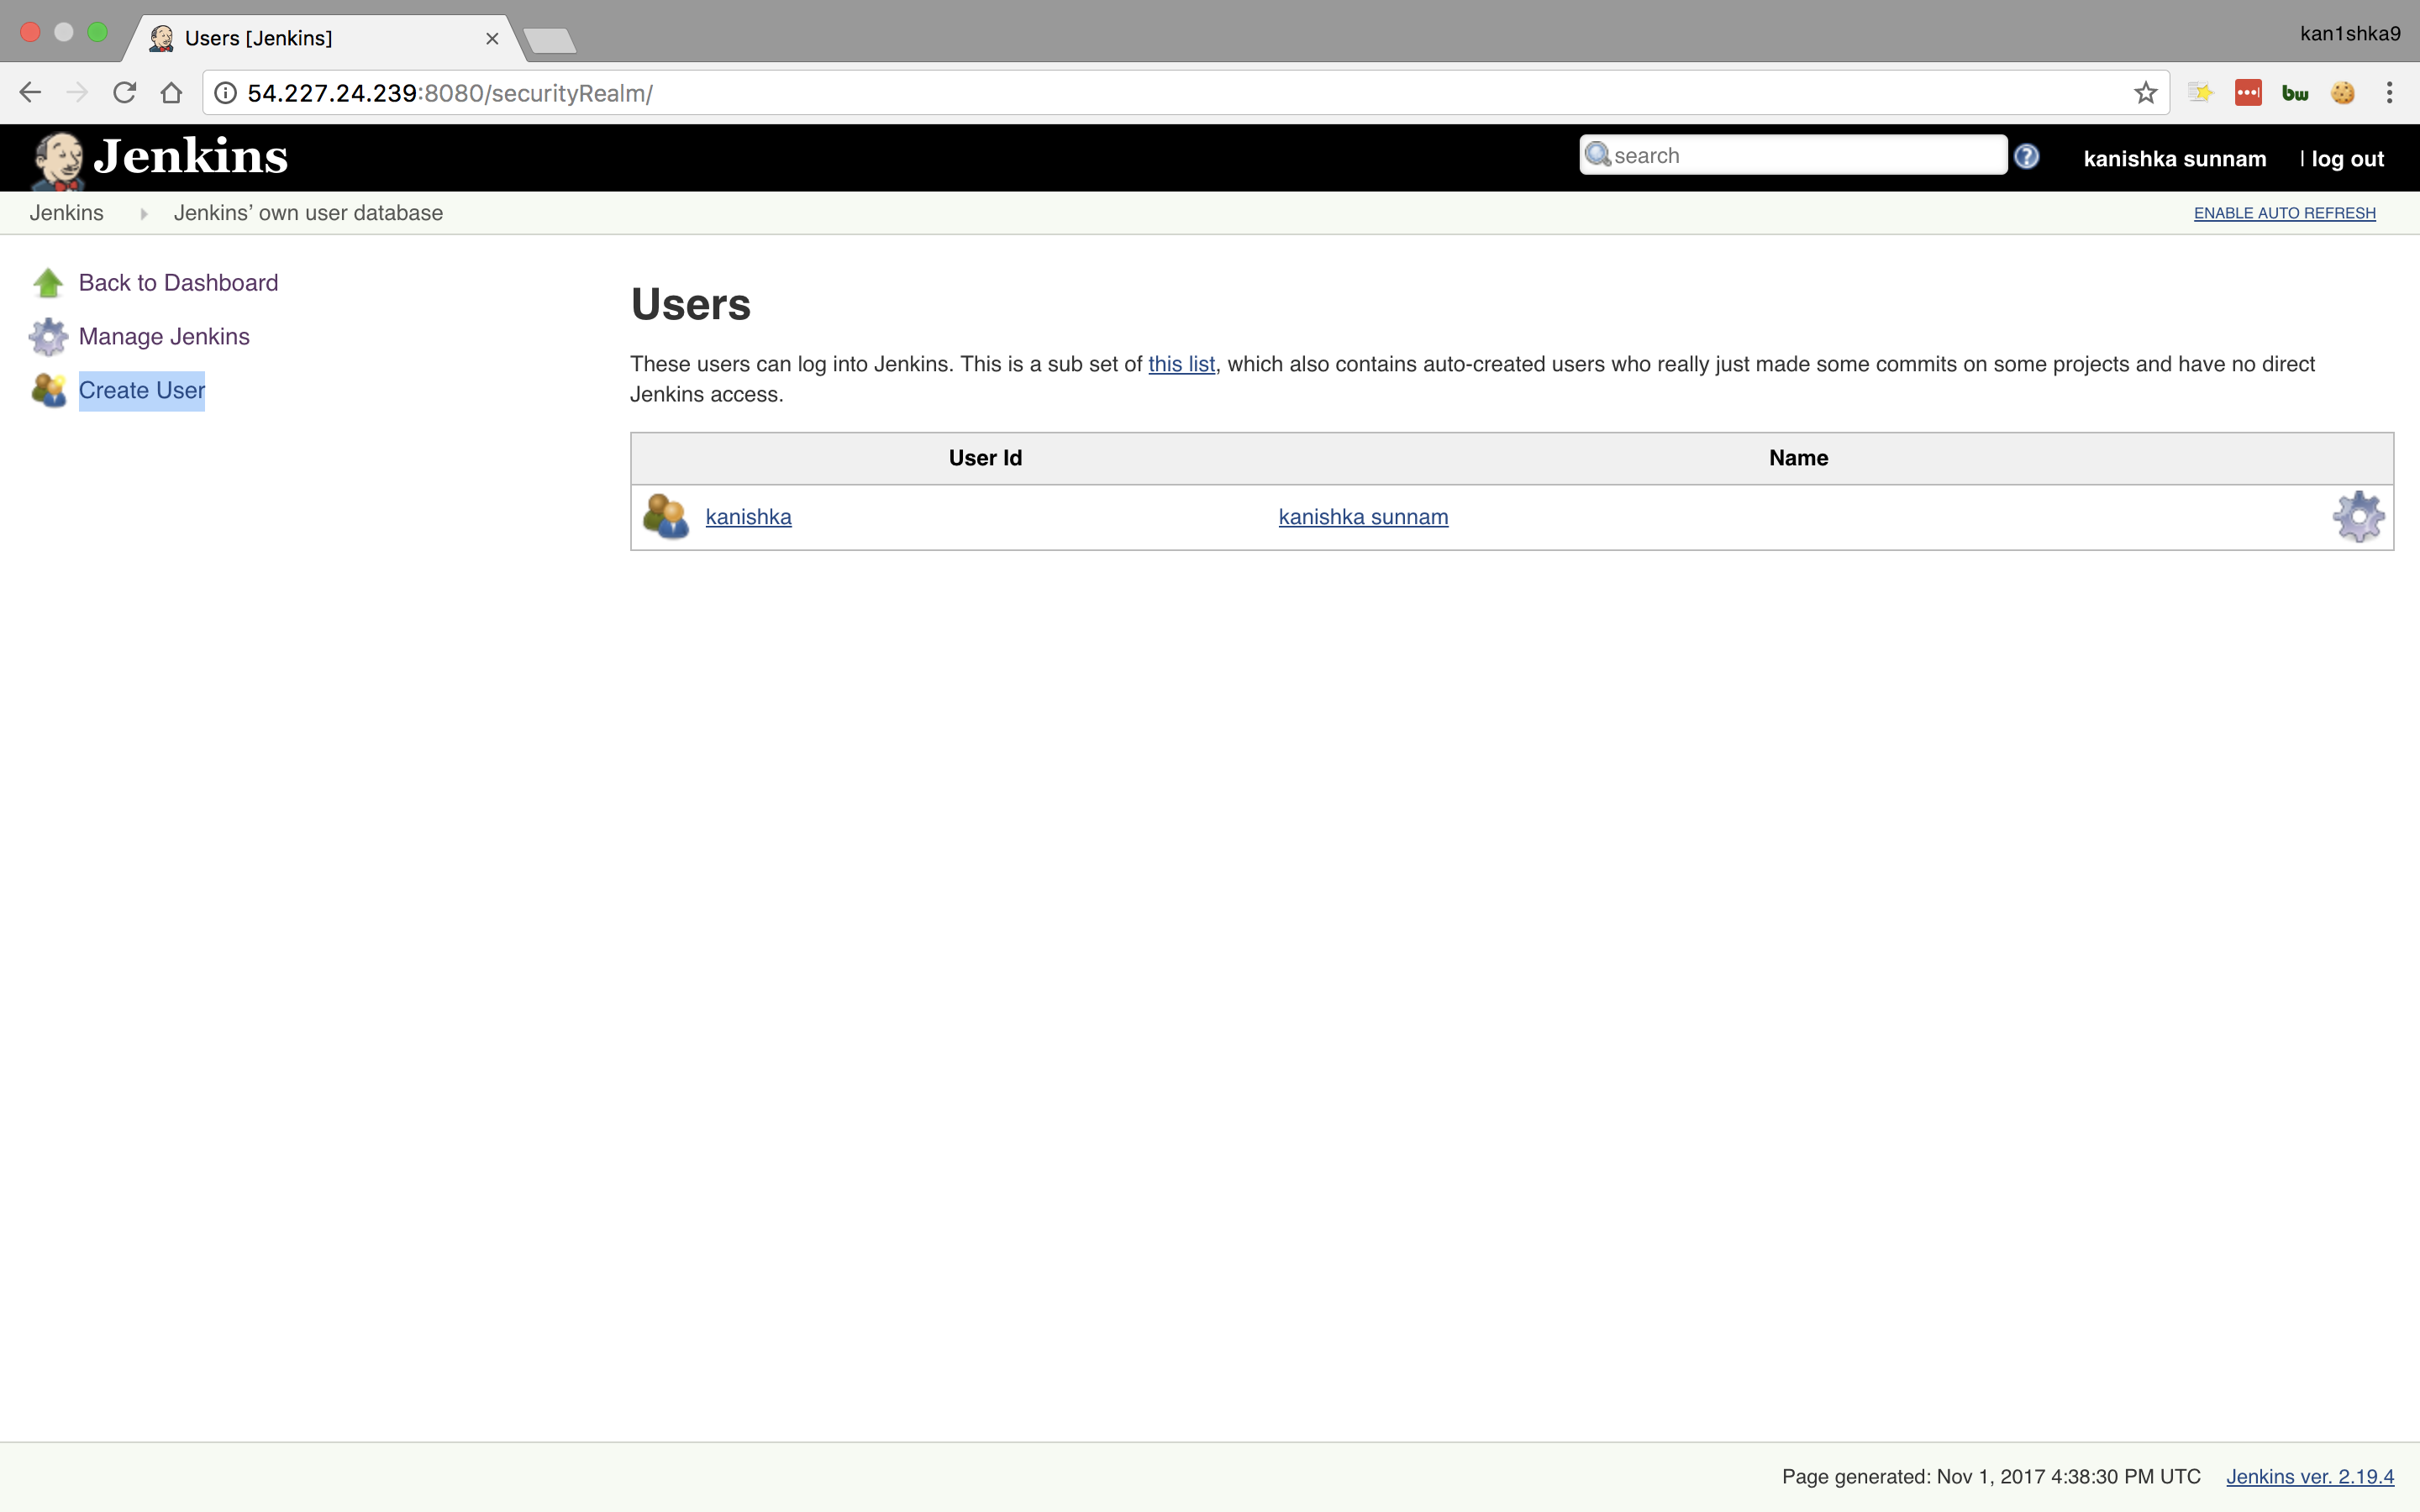 Users [Jenkins]
kan1shka9
54.227.24.239:8080/securityRealm/
bw
Jenkins
search
kanishka sunnam
| log out
Jenkins
Jenkins’ own user database
ENABLE AUTO REFRESH
Back to Dashboard
Manage Jenkins
Create User
Users
These users can log into Jenkins. This is a sub set of this list, which also contains auto-created users who really just made some commits on some projects and have no direct
Jenkins access.
User Id
Name
kanishka
kanishka sunnam
Page generated: Nov 1, 2017 4:38:30 PM UTC
Jenkins ver. 2.19.4